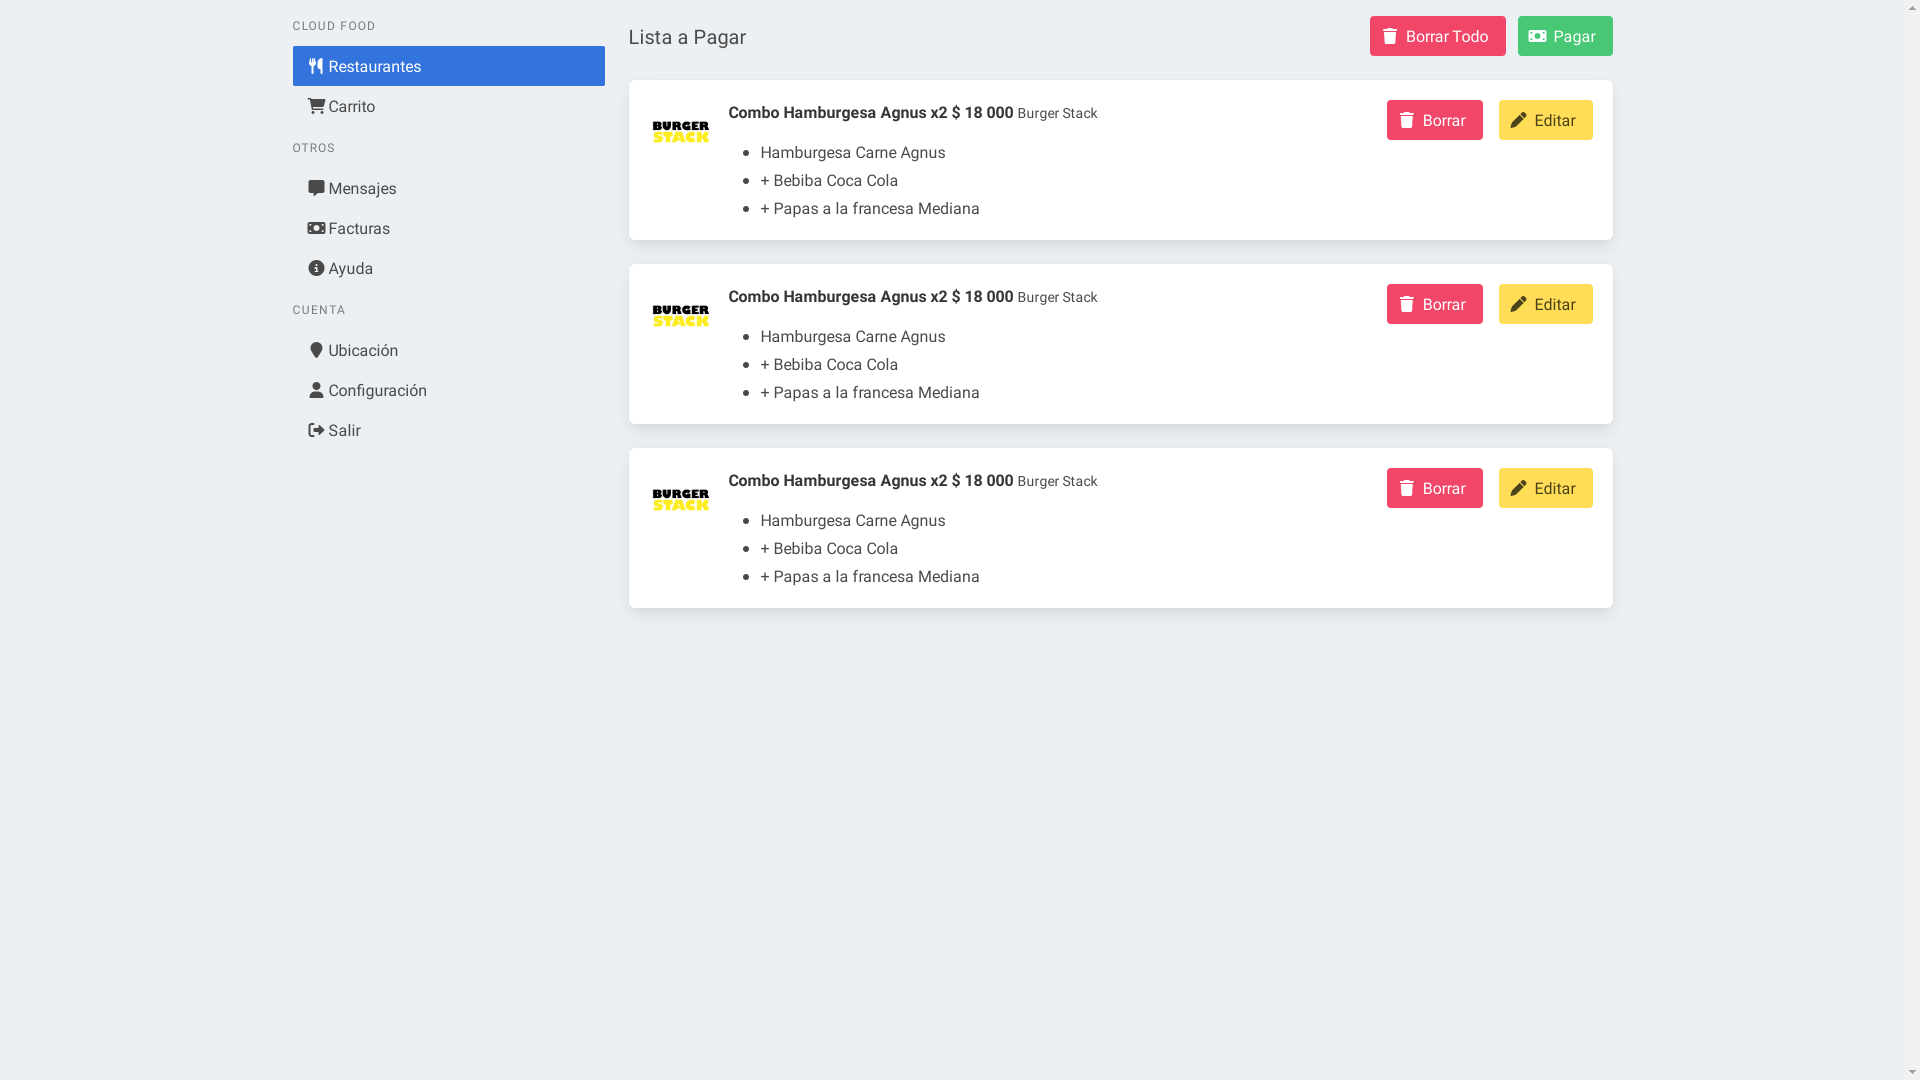 CLOUD FOOD
Restaurantes
Carrito
OTROS
Mensajes
Facturas
Ayuda
CUENTA
Ubicación
Configuración
Salir
Lista a Pagar
Borrar Todo
Pagar
BURGER
STACK
Combo Hamburgesa Agnus x2 $ 18 000 Burger Stack
Hamburgesa Carne Agnus
+ Bebiba Coca Cola
+ Papas a la francesa Mediana
Borrar
Editar
BURGER
STACK
Combo Hamburgesa Agnus x2 $ 18 000 Burger Stack
Hamburgesa Carne Agnus
+ Bebiba Coca Cola
+ Papas a la francesa Mediana
Borrar
Editar
BURGER
STACK
Combo Hamburgesa Agnus x2 $ 18 000 Burger Stack
Hamburgesa Carne Agnus
+ Bebiba Coca Cola
+ Papas a la francesa Mediana
Borrar
Editar